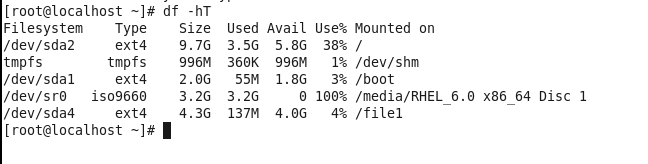 [root@localhost ~]# df -hT
Filesystem    Type    Size  Used Avail Use% Mounted on
/dev/sda2     ext4    9.7G  3.5G  5.8G  38% /
tmpfs        tmpfs    996M  360K  996M   1% /dev/shm
/dev/sda1     ext4    2.0G   55M  1.8G   3% /boot
/dev/sr0   iso9660    3.2G  3.2G     0 100% /media/RHEL_6.0 x86_64 Disc 1
/dev/sda4     ext4    4.3G  137M  4.0G   4% /file1
[root@localhost ~]#